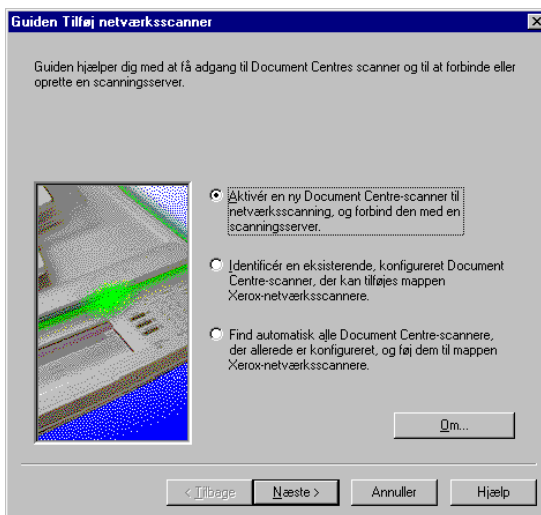 Guiden Tilføj netværksscanner
Guiden hjælper dig med at få adgang til Document Centres scanner og til at forbinde eller
oprette en scanningsserver.
Aktivér en ny Document Centre-scanner til
netværksscanning, og forbind den med en
scanningsserver.
Identificér en eksisterende, konfigureret Document
Centre-scanner, der kan tilføjes mappen
Xerox-netværksscannere.
Find automatisk alle Document Centre-scannere,
der allerede er konfigureret, og føj dem til mappen
Xerox-netværksscannere.
Om...
< Tilbage Næste > Annuller Hjælp